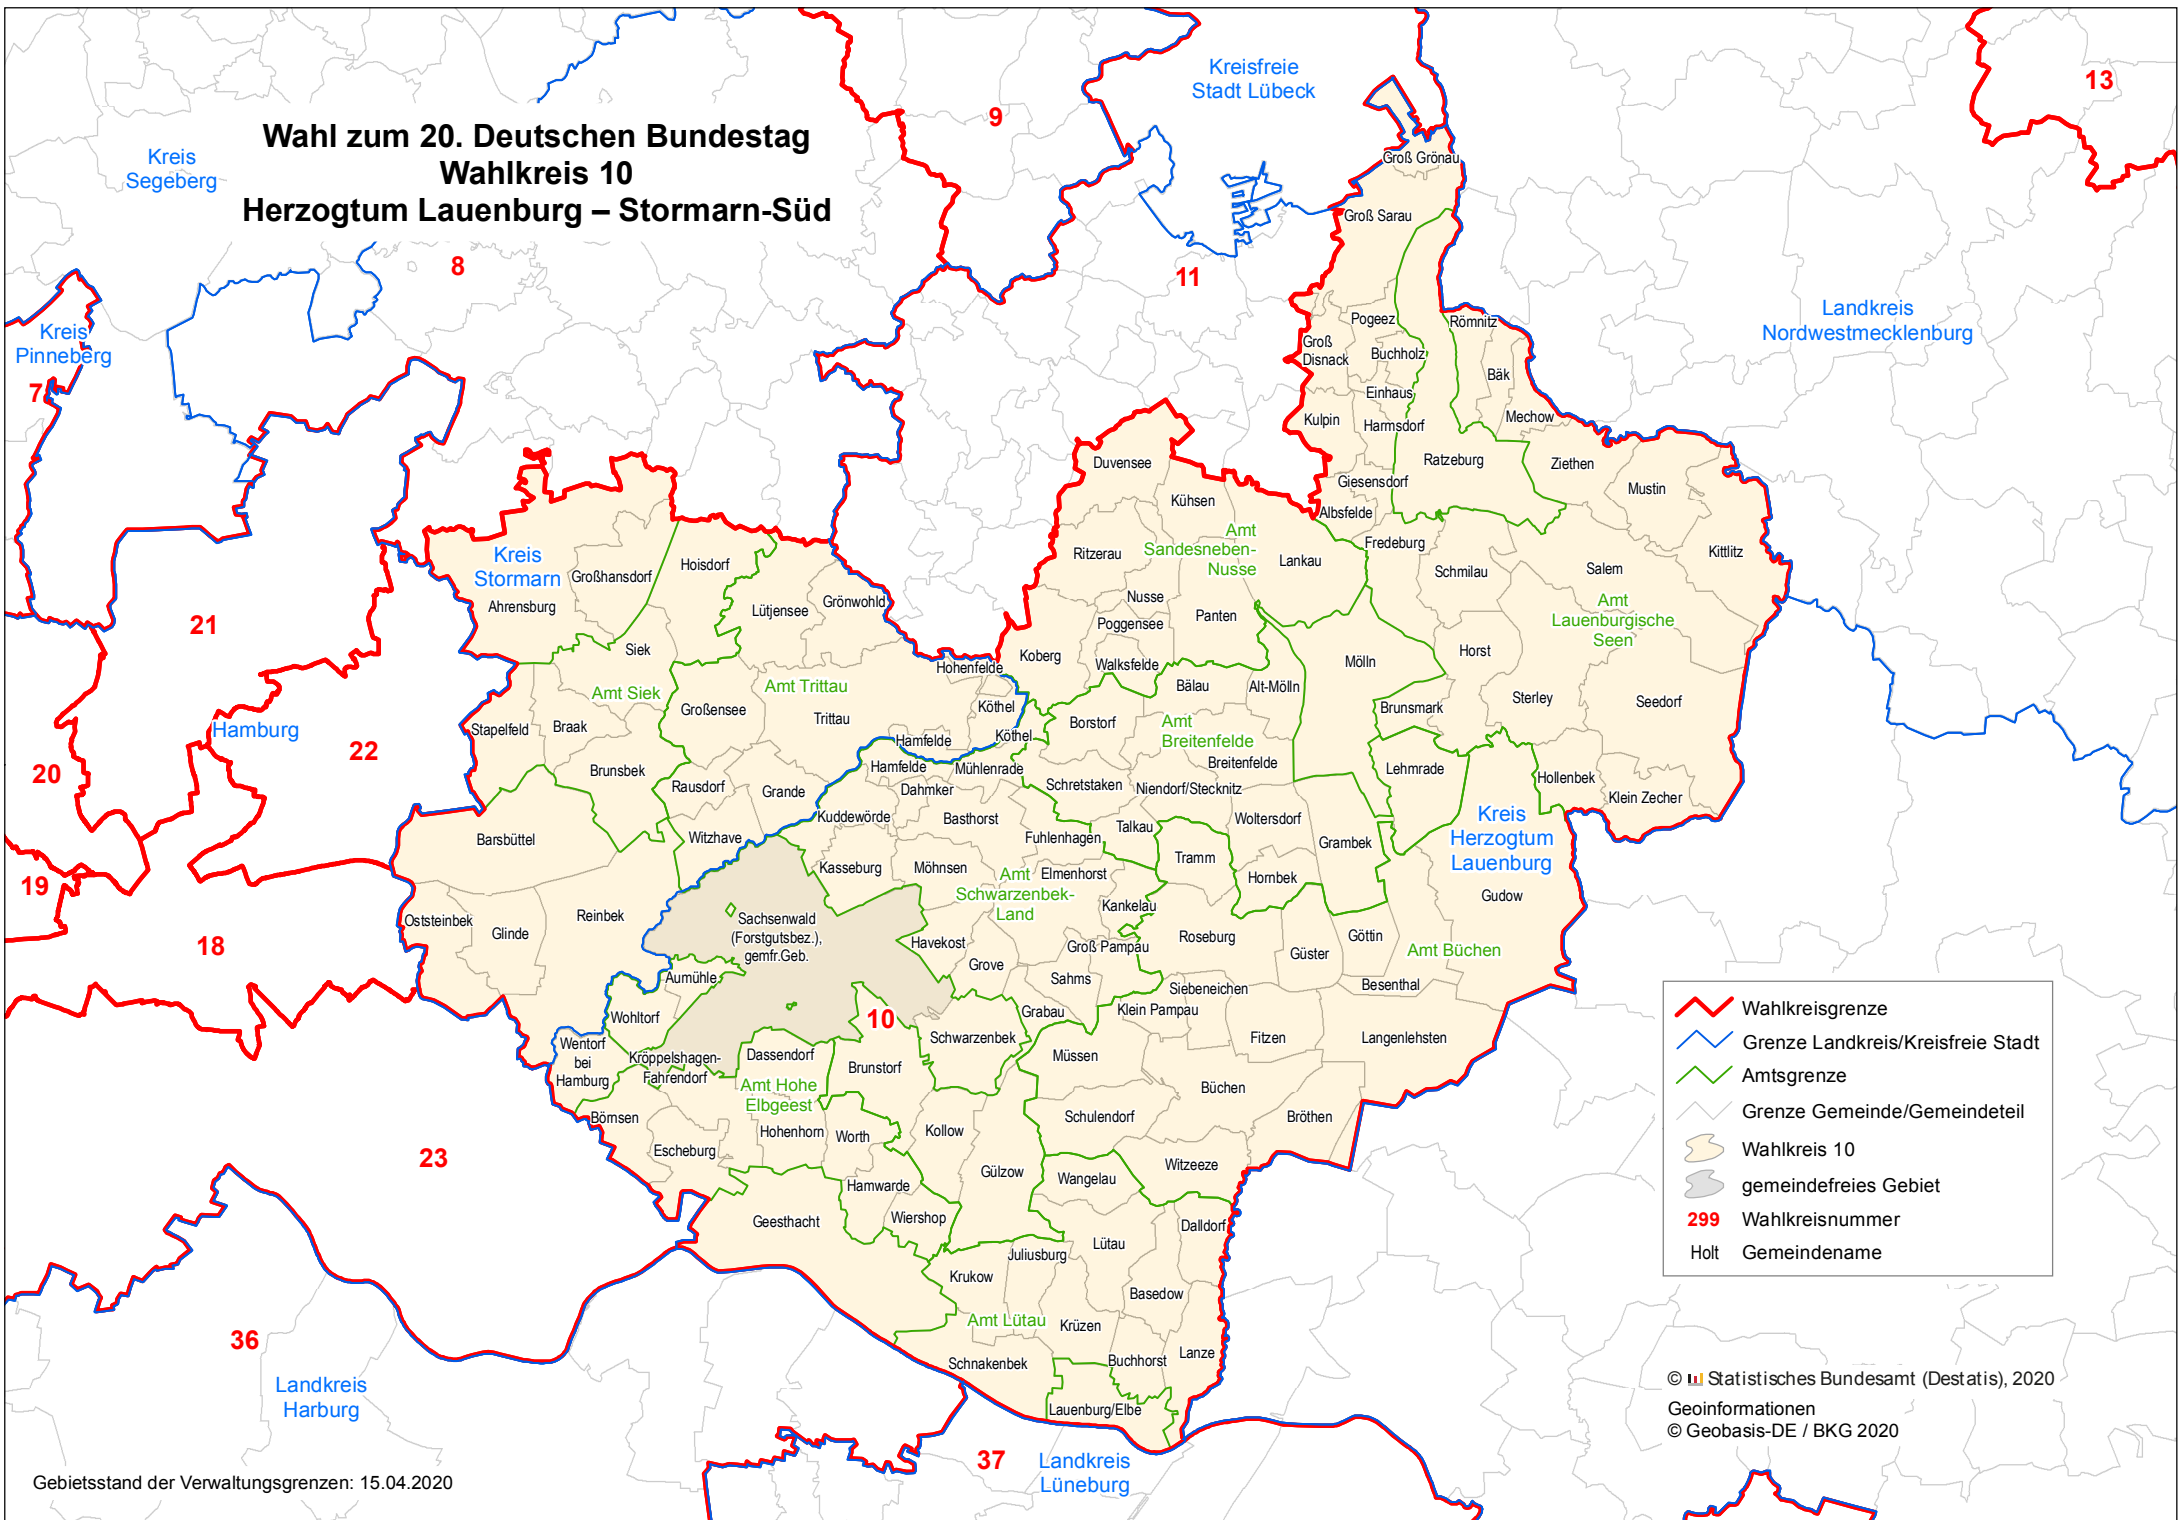 Wahl zum 20. Deutschen Bundestag
Wahlkreis 10
Herzogtum Lauenburg – Stormarn-Süd
Kreis
Segeberg
Kreisfreie
Stadt Lübeck
13
9
8
11
Kreis
Pinneberg
7
Landkreis
Nordwestmecklenburg
Groß Grönau
Groß Sarau
Pogeez
Römnitz
Groß
Disnack
Buchholz
Bäk
Einhaus
Mechow
Kulpin
Harmsdorf
Ratzeburg
Ziethen
Mustin
Giesensdorf
Albsfelde
Fredeburg
Kittlitz
Schmilau
Salem
Amt
Lauenburgische
Seen
Duvensee
Kühsen
Amt
Sandesneben-
Nusse
Ritzerau
Lankau
Nusse
Panten
Poggensee
Koberg
Walksfelde
Kreis
Stormarn
Großhansdorf
Ahrensburg
Hoisdorf
Lütjensee
Grönwohld
Siek
Amt Siek
Amt Trittau
Hohenfelde
Großensee
Trittau
Köthel
Köthel
Stapelfeld
Braak
Hamfelde
Brunsbek
Hamfelde
Mühlenrade
Rausdorf
Grande
Dahmker
Kuddewörde
Basthorst
Witzhave
Barsbüttel
Kasseburg
Möhnsen
Fuhlenhagen
Horst
Mölln
Bälau
Alt-Mölln
Sterley
Seedorf
Brunsmark
Borstorf
Amt
Breitenfelde
Breitenfelde
Lehmrade
Hollenbek
Klein Zecher
Schretstaken
Niendorf/Stecknitz
Talkau
Woltersdorf
Grambek
Kreis
Herzogtum
Lauenburg
Tramm
Hornbek
Elmenhorst
Amt
Schwarzenbek-
Land
Kankelau
Gudow
Oststeinbek
Glinde
Reinbek
Sachsenwald
(Forstgutsbez.),
gemfr.Geb.
Havekost
Groß Pampau
Roseburg
Güster
Göttin
Amt Büchen
Grove
Sahms
Aumühle
Siebeneichen
Besenthal
Wohltorf
10
Grabau
Klein Pampau
Schwarzenbek
Fitzen
Langenlehsten
Wentorf
bei
Hamburg
Kröppelshagen-
Fahrendorf
Dassendorf
Brunstorf
Müssen
Amt Hohe
Elbgeest
Büchen
Börnsen
Schulendorf
Bröthen
Hohenhorn
Worth
Kollow
Escheburg
Gülzow
Wangelau
Witzeeze
Hamwarde
Wiershop
Geesthacht
Dalldorf
Lütau
Juliusburg
Krukow
Basedow
Amt Lütau
Krüzen
Schnakenbek
Buchhorst
Lanze
Lauenburg/Elbe
21
Hamburg
22
20
19
18
23
36
Landkreis
Harburg
37
Landkreis
Lüneburg
Wahlkreisgrenze
Grenze Landkreis/Kreisfreie Stadt
Amtsgrenze
Grenze Gemeinde/Gemeindeteil
Wahlkreis 10
gemeindefreies Gebiet
299 Wahlkreisnummer
Holt Gemeindename
© Statistisches Bundesamt (Destatis), 2020
Geoinformationen
© Geobasis-DE / BKG 2020
Gebietsstand der Verwaltungsgrenzen: 15.04.2020